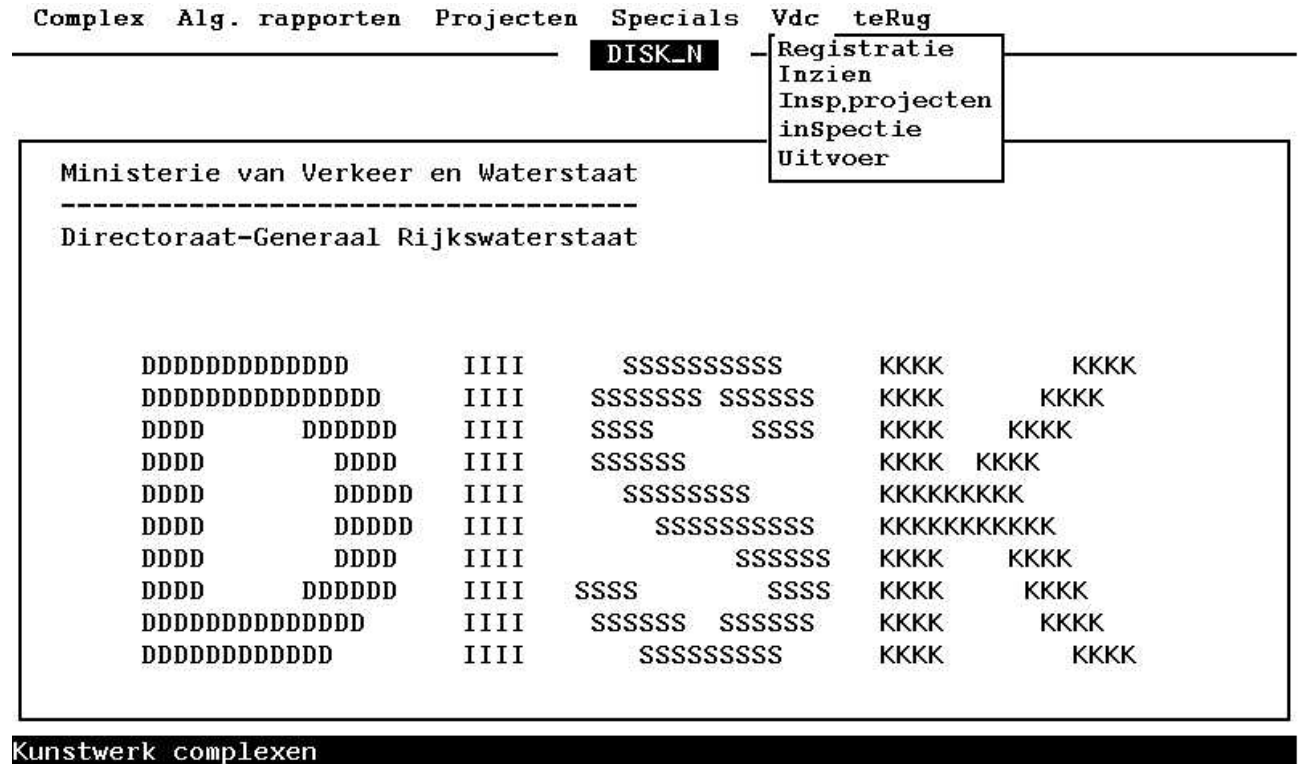 Complex  Alg. rapporten  Projecten  Specials  Vdc  teRug
DISK_N
Registratie
Inzien
Insp.projecten
inSpectie
Uitvoer
Ministerie van Verkeer en Waterstaat
------------------------------------
Directoraat-Generaal Rijkswaterstaat
DDDDDDDDDDDDD       IIII      SSSSSSSSSS      KKKK        KKKK
DDDDDDDDDDDDDDD     IIII    SSSSSSS SSSSSS    KKKK      KKKK
DDDD      DDDDDD    IIII    SSSS      SSSS    KKKK    KKKK
DDDD        DDDD    IIII    SSSSSS            KKKK  KKKK
DDDD        DDDDD   IIII      SSSSSSSS        KKKKKKKKK
DDDD        DDDDD   IIII        SSSSSSSSSS    KKKKKKKKKKK
DDDD        DDDD    IIII             SSSSSS   KKKK    KKKK
DDDD      DDDDDD    IIII   SSSS        SSSS   KKKK     KKKK
DDDDDDDDDDDDDD      IIII    SSSSSS  SSSSSS    KKKK      KKKK
DDDDDDDDDDDD        IIII       SSSSSSSSS      KKKK        KKKK
Kunstwerk complexen